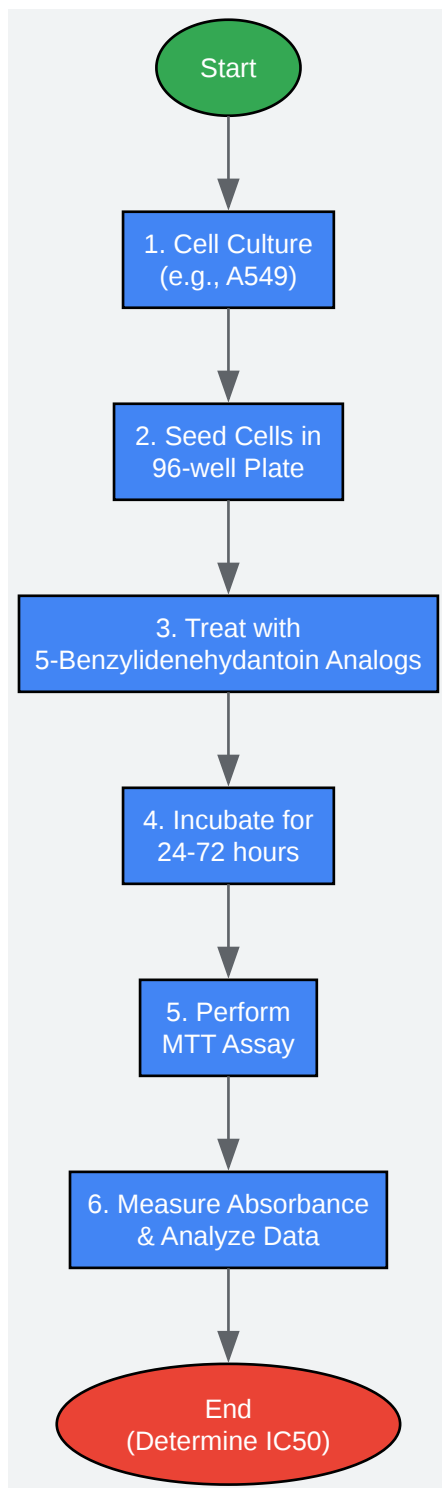 Start
1. Cell Culture
(e.g., A549)
2. Seed Cells in
96-well Plate
3. Treat with
5-Benzylidenehydantoin Analogs
4. Incubate for
24-72 hours
5. Perform
MTT Assay
6. Measure Absorbance
& Analyze Data
End
(Determine IC50)